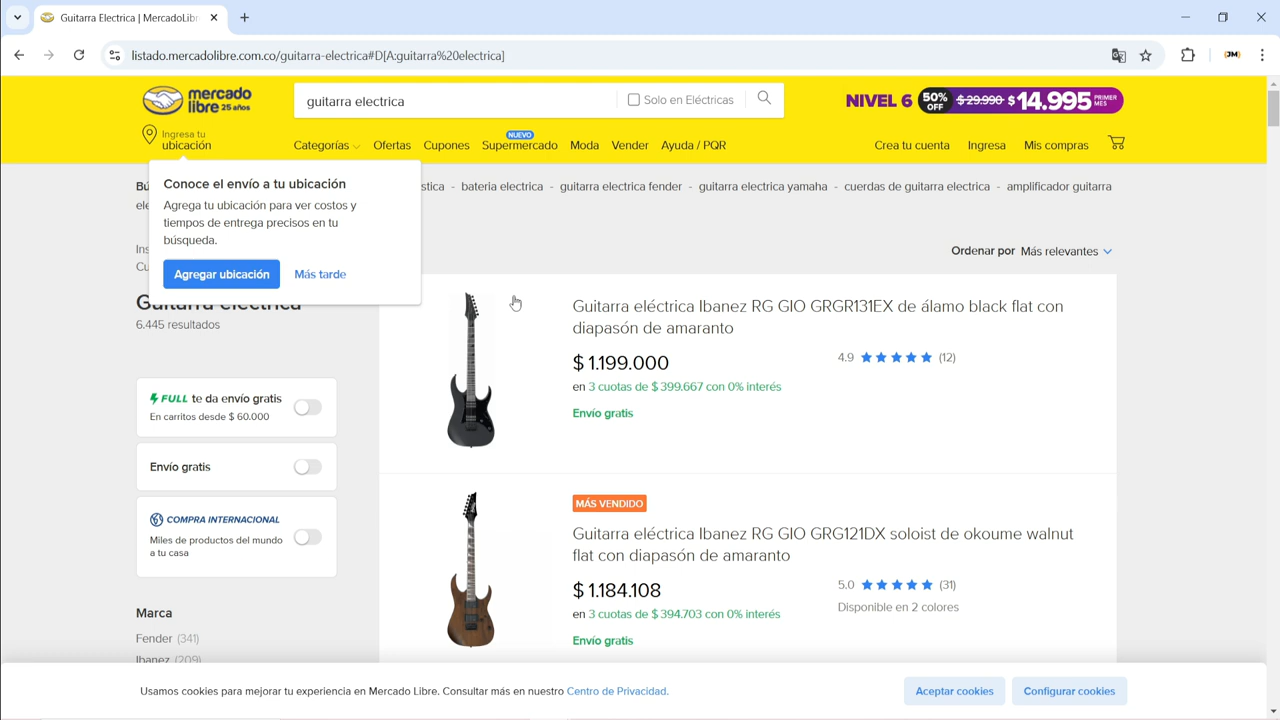 Guitarra Electrica | MercadoLibr
listado.mercadolibre.com.co/guitarra-electrica#D[A:guitarra%20electrica]
JM
mercado
libre 25 años
guitarra electrica
Solo en Eléctricas
NIVEL 6 50% OFF $ 29.990 $ 14.995 PRIMER MES
Ingresa tu
ubicación
Categorías
Ofertas
Cupones
NUEVO
Supermercado
Moda
Vender
Ayuda / PQR
Crea tu cuenta
Ingresa
Mis compras
Conoce el envío a tu ubicación
Agrega tu ubicación para ver costos y
tiempos de entrega precisos en tu
búsqueda.
Agregar ubicación
Más tarde
stica - bateria electrica - guitarra electrica fender - guitarra electrica yamaha - cuerdas de guitarra electrica - amplificador guitarra
Ordenar por Más relevantes
Guitarra electrica
6.445 resultados
FULL te da envío gratis
En carritos desde $ 60.000
Envío gratis
COMPRA INTERNACIONAL
Miles de productos del mundo
a tu casa
Marca
Fender (341)
Ibanez (209)
Guitarra eléctrica Ibanez RG GIO GRGR131EX de álamo black flat con
diapasón de amaranto
$ 1.199.000
en 3 cuotas de $ 399.667 con 0% interés
Envío gratis
4.9 (12)
MÁS VENDIDO
Guitarra eléctrica Ibanez RG GIO GRG121DX soloist de okoume walnut
flat con diapasón de amaranto
$ 1.184.108
en 3 cuotas de $ 394.703 con 0% interés
Envío gratis
5.0 (31)
Disponible en 2 colores
Usamos cookies para mejorar tu experiencia en Mercado Libre. Consultar más en nuestro Centro de Privacidad.
Aceptar cookies
Configurar cookies